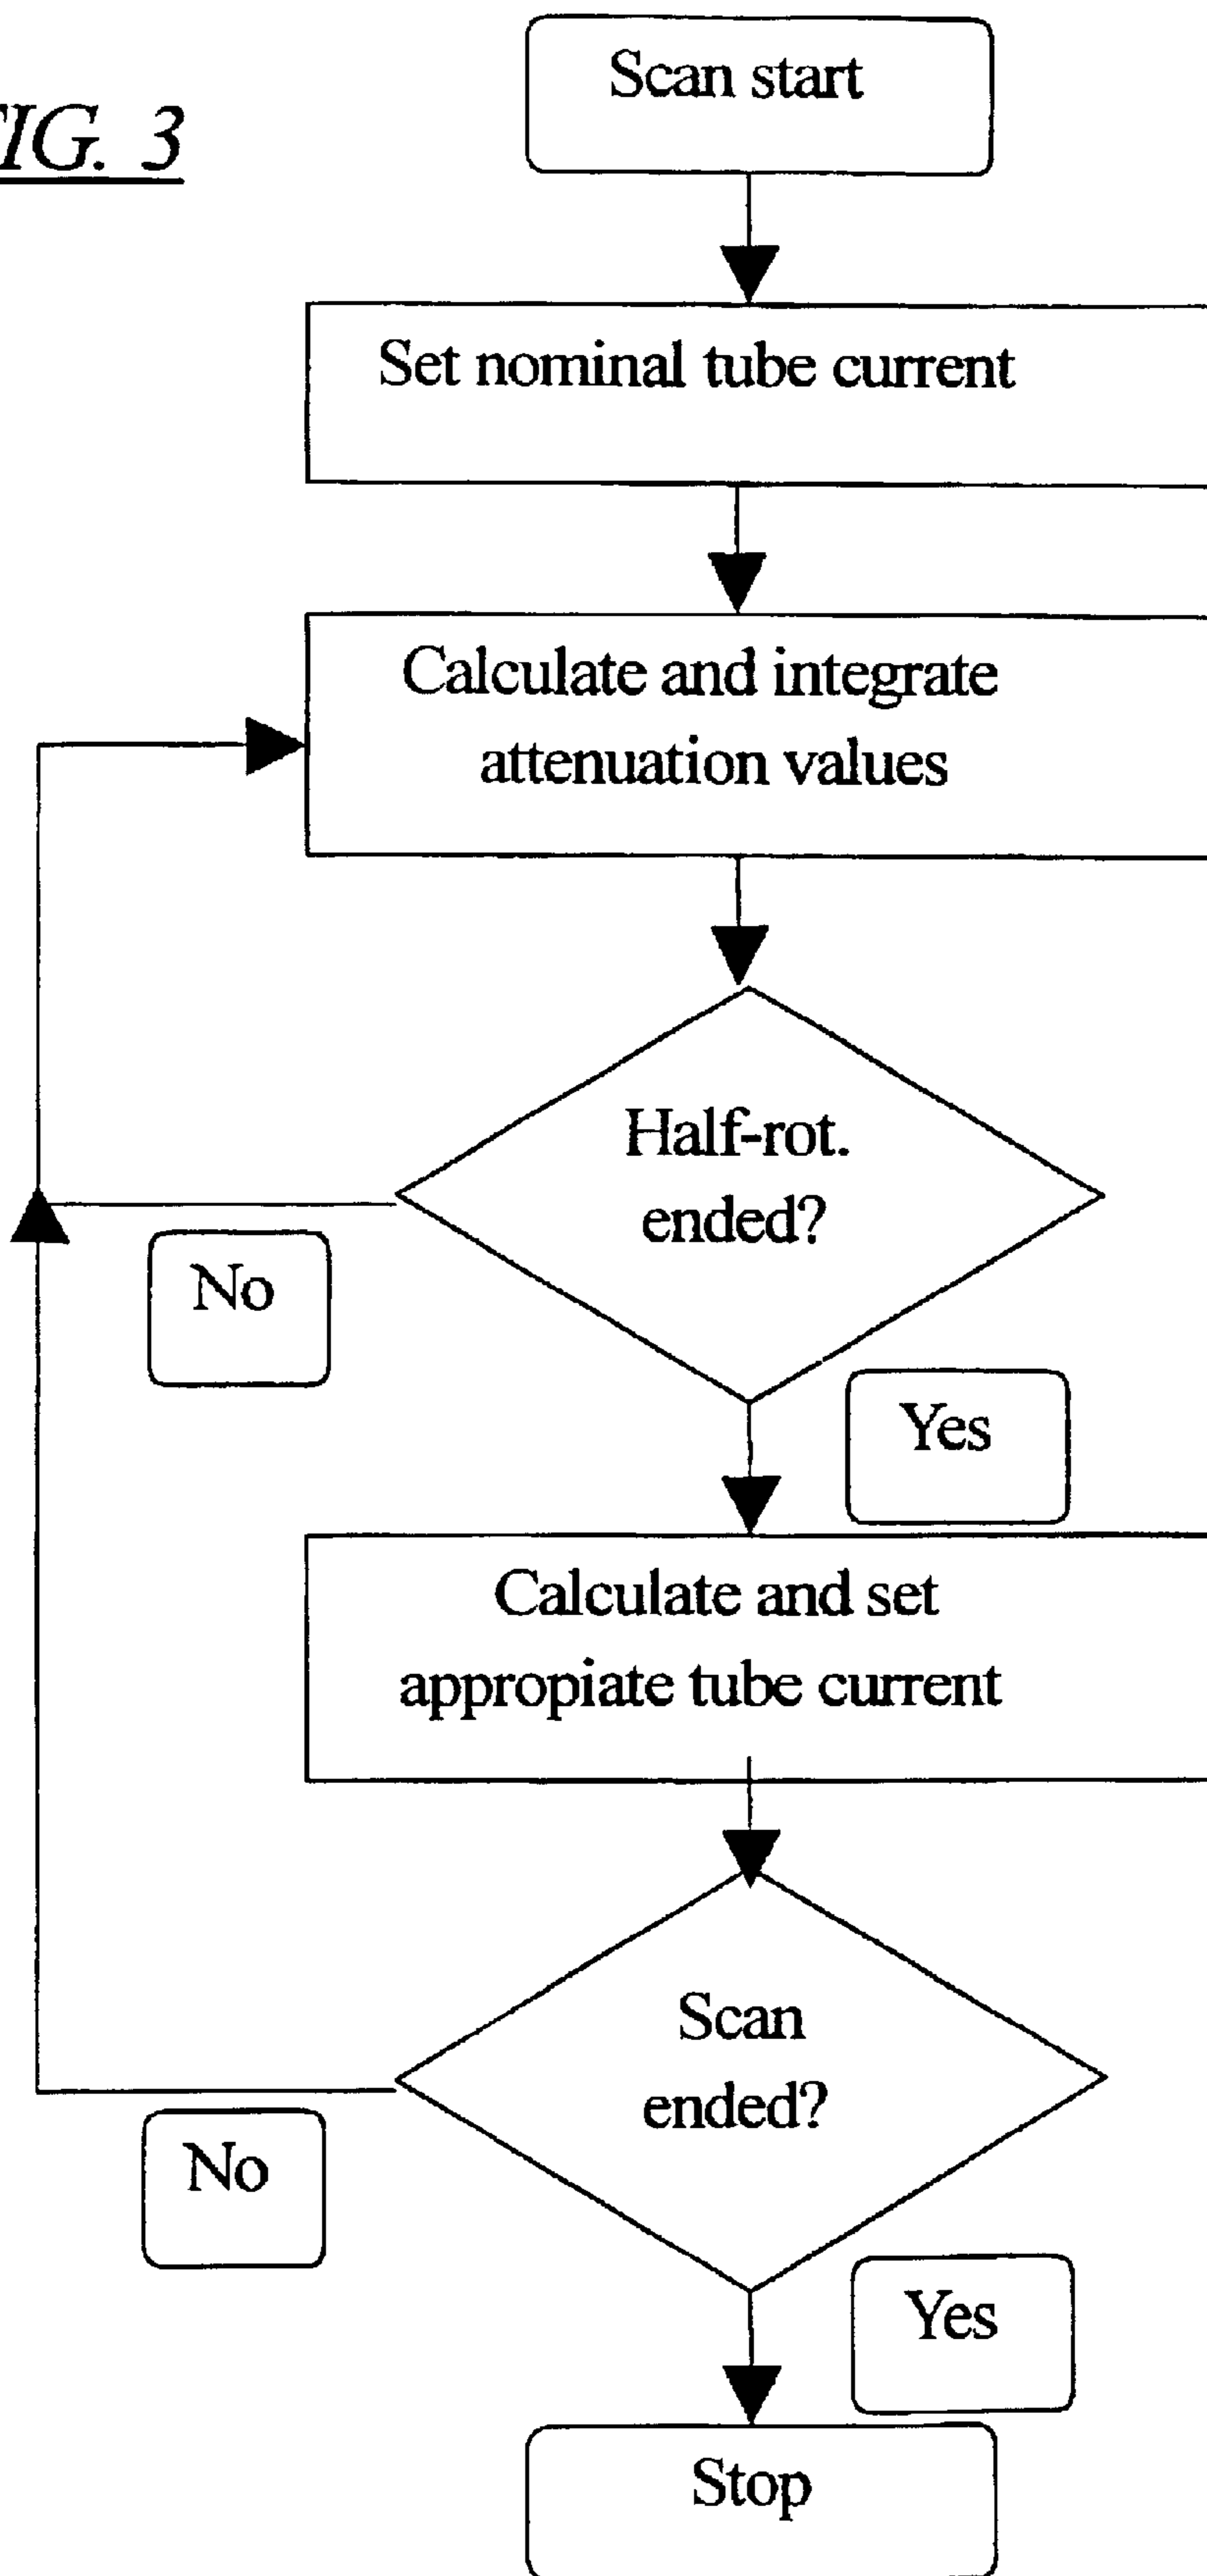 IG. 3
Scan start
Set nominal tube current
Calculate and integrate
attenuation values
Half-rot.
ended?
No
Yes
Calculate and set
appropiate tube current
Scan
ended?
No
Yes
Stop